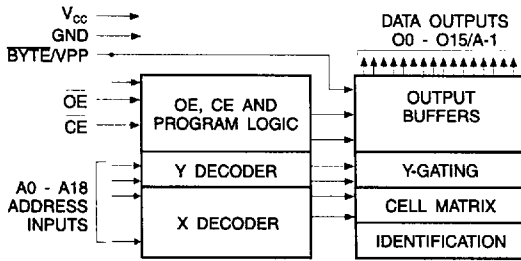 V_CC
GND
BYTE/VPP
DATA OUTPUTS
O0 - O15/A-1
OE
CE
OE, CE AND
PROGRAM LOGIC
OUTPUT
BUFFERS
A0 - A18
ADDRESS
INPUTS
Y DECODER
Y-GATING
X DECODER
CELL MATRIX
IDENTIFICATION